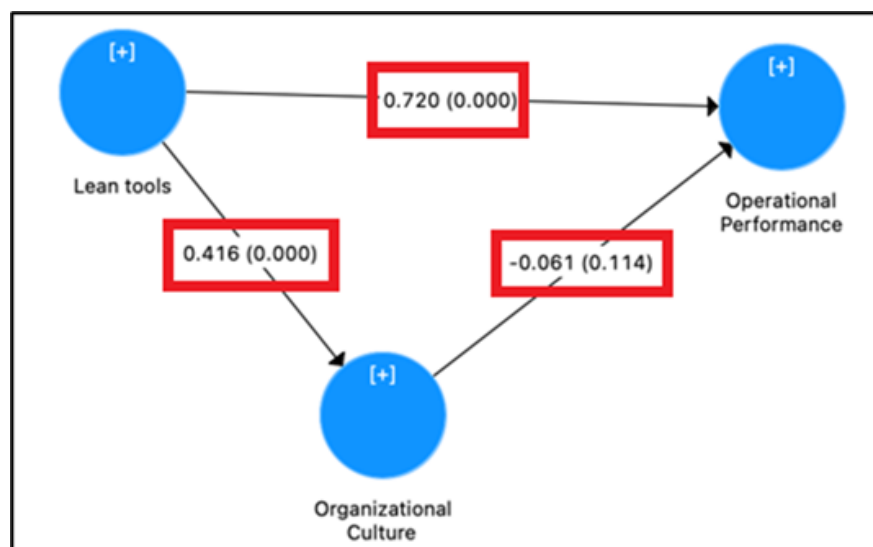 [+]
Lean tools
0.720 (0.000)
[+]
Operational
Performance
0.416 (0.000)
-0.061 (0.114)
[+]
Organizational
Culture